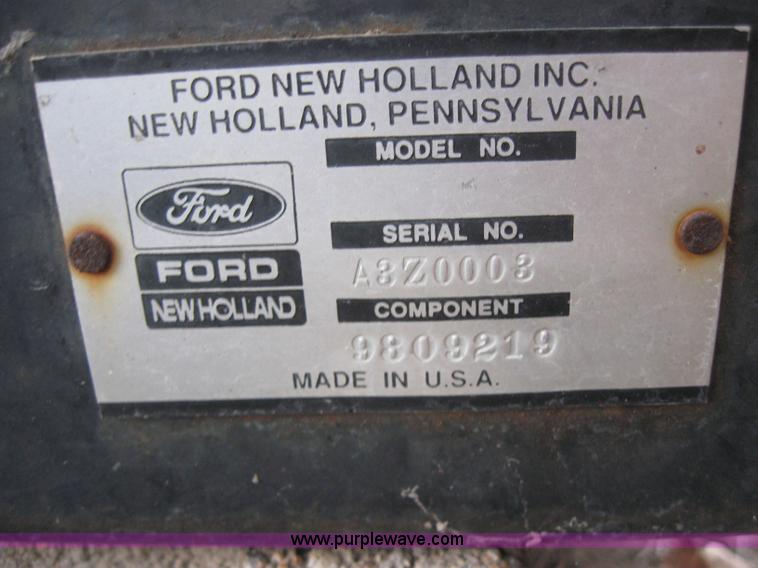 FORD NEW HOLLAND INC.
NEW HOLLAND, PENNSYLVANIA
MODEL NO.
Ford
SERIAL NO.
FORD
A3Z0003
NEW HOLLAND
COMPONENT
9809219
MADE IN U.S.A.
www.purplewave.com